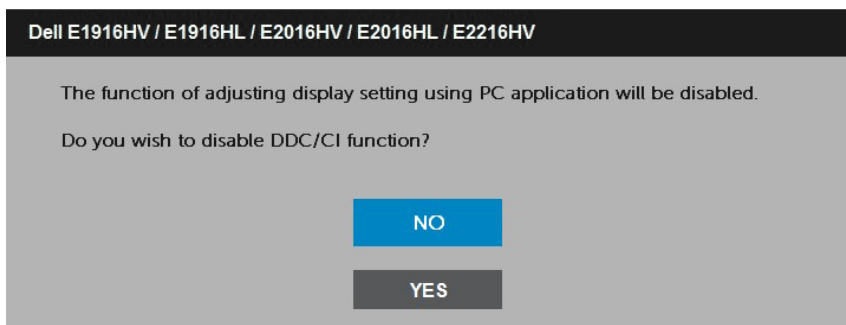 Dell E1916HV / E1916HL / E2016HV / E2016HL / E2216HV
The function of adjusting display setting using PC application will be disabled.
Do you wish to disable DDC/CI function?
NO
YES